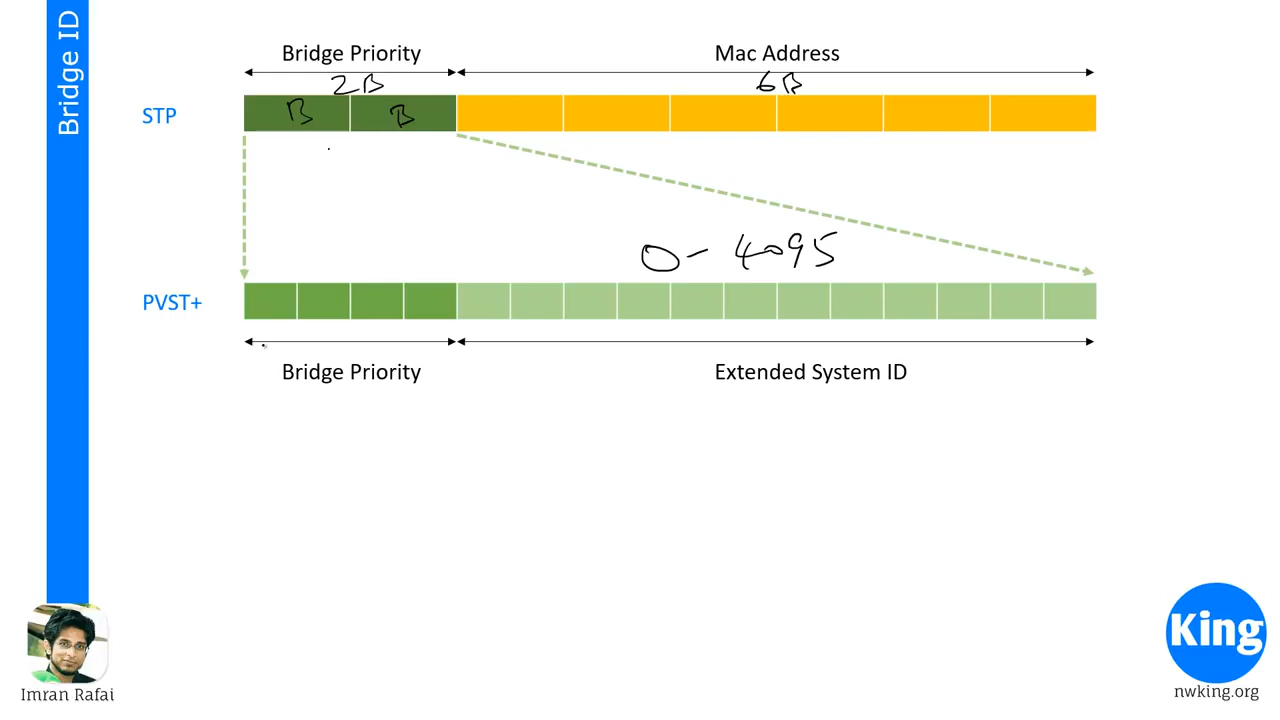 Bridge ID
Bridge Priority
Mac Address
2B
6B
STP
B
B
0 - 4095
PVST+
Bridge Priority
Extended System ID
Imran Rafai
King
nwking.org